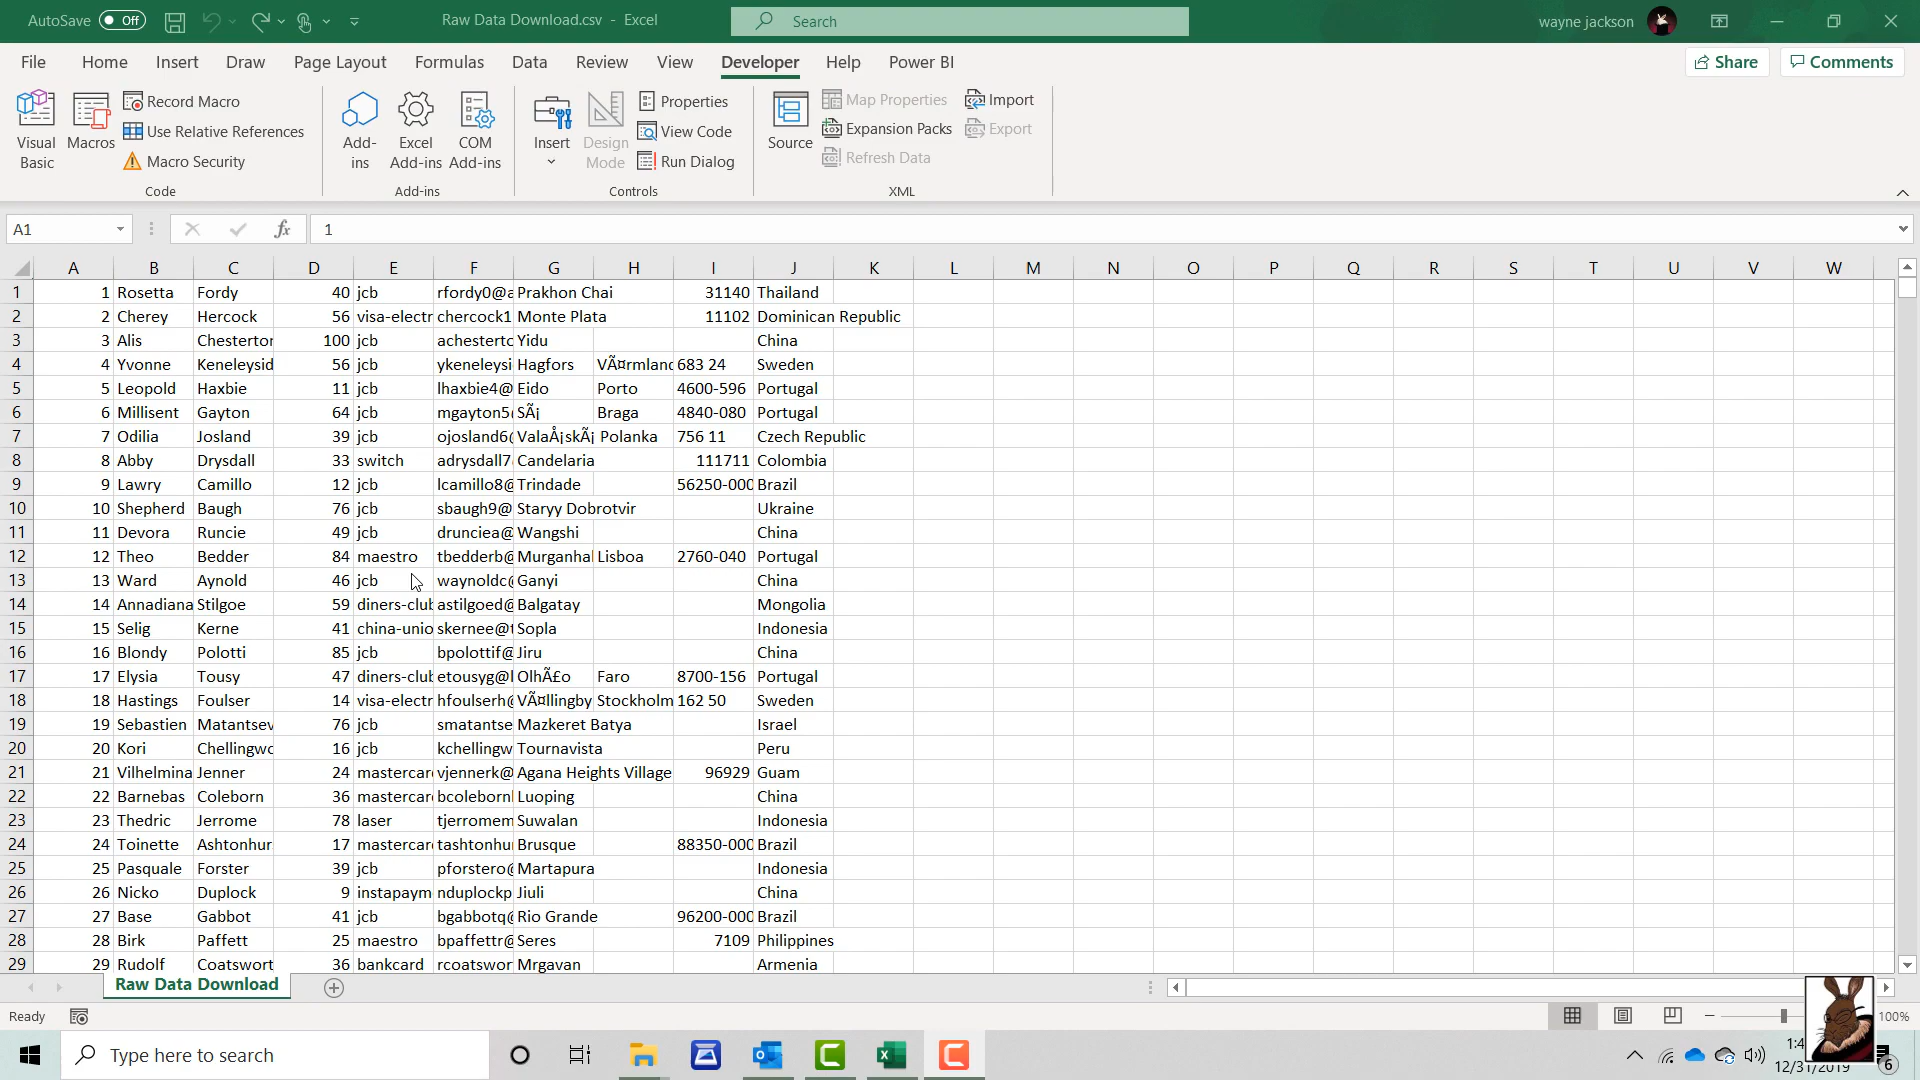 AutoSave Off Raw Data Download.csv - Excel Search wayne jackson
File Home Insert Draw Page Layout Formulas Data Review View Developer Help Power BI Share Comments
Visual Basic
Macros
Record Macro
Use Relative References
Macro Security
Code
Add-ins
Excel Add-ins
COM Add-ins
Add-ins
Insert
Design Mode
Properties
View Code
Run Dialog
Controls
Source
Map Properties
Expansion Packs
Refresh Data
Import
Export
XML
A1 fx 1
A B C D E F G H I J K L M N O P Q R S T U V W
1 1 Rosetta Fordy 40 jcb rfordy0@a Prakhon Chai 31140 Thailand
2 2 Cherey Hercock 56 visa-electr chercock1 Monte Plata 11102 Dominican Republic
3 3 Alis Chestertor 100 jcb achesterto Yidu China
4 4 Yvonne Keneleysid 56 jcb ykeneleysi Hagfors VÃ¤rmland 683 24 Sweden
5 5 Leopold Haxbie 11 jcb lhaxbie4@ Eido Porto 4600-596 Portugal
6 6 Millisent Gayton 64 jcb mgayton5@ SÃ¡ Braga 4840-080 Portugal
7 7 Odilia Josland 39 jcb ojosland6@ ValaÅ¡skÃ¡ Polanka 756 11 Czech Republic
8 8 Abby Drysdall 33 switch adrysdall7 Candelaria 111711 Colombia
9 9 Lawry Camillo 12 jcb lcamillo8@ Trindade 56250-000 Brazil
10 10 Shepherd Baugh 76 jcb sbaugh9@ Staryy Dobrotvir Ukraine
11 11 Devora Runcie 49 jcb drunciea@ Wangshi China
12 12 Theo Bedder 84 maestro tbedderb@ Murganhal Lisboa 2760-040 Portugal
13 13 Ward Aynold 46 jcb waynoldc@ Ganyi China
14 14 Annadiana Stilgoe 59 diners-club astilgoed@ Balgatay Mongolia
15 15 Selig Kerne 41 china-unio skernee@t Sopla Indonesia
16 16 Blondy Polotti 85 jcb bpolottif@ Jiru China
17 17 Elysia Tousy 47 diners-club etousyg@l OlhÃ£o Faro 8700-156 Portugal
18 18 Hastings Foulser 14 visa-electr hfoulserh@ VÃ¤llingby Stockholm 162 50 Sweden
19 19 Sebastien Matantsev 76 jcb smatantse Mazkeret Batya Israel
20 20 Kori Chellingwo 16 jcb kchellingw Tournavista Peru
21 21 Vilhelmina Jenner 24 mastercard vjennerk@ Agana Heights Village 96929 Guam
22 22 Barnebas Coleborn 36 mastercard bcolebornl Luoping China
23 23 Thedric Jerrome 78 laser tjerromem Suwalan Indonesia
24 24 Toinette Ashtonhur 17 mastercard tashtonhu Brusque 88350-000 Brazil
25 25 Pasquale Forster 39 jcb pforstero@ Martapura Indonesia
26 26 Nicko Duplock 9 instapaym nduplockp Jiuli China
27 27 Base Gabbot 41 jcb bgabbotq@ Rio Grande 96200-000 Brazil
28 28 Birk Paffett 25 maestro bpaffettr@ Seres 7109 Philippines
29 29 Rudolf Coatswort 36 bankcard rcoatswor Mrgavan Armenia
Raw Data Download
Ready 100%
Type here to search
1:4
12/31/2019
6